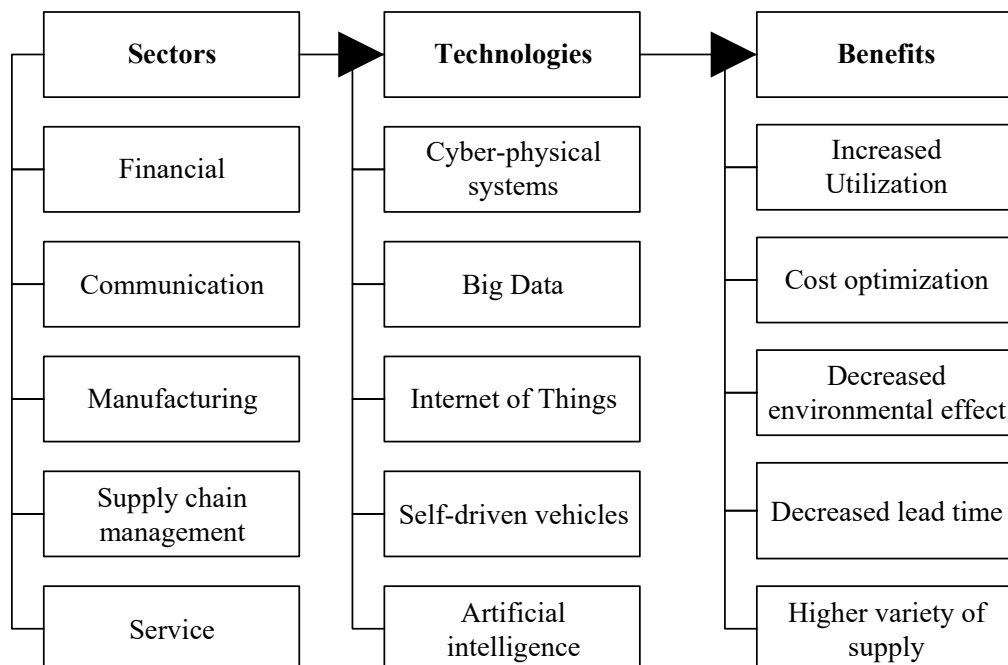 Sectors
Financial
Communication
Manufacturing
Supply chain
management
Service
Technologies
Cyber-physical
systems
Big Data
Internet of Things
Self-driven vehicles
Artificial
intelligence
Benefits
Increased
Utilization
Cost optimization
Decreased
environmental effect
Decreased lead time
Higher variety of
supply